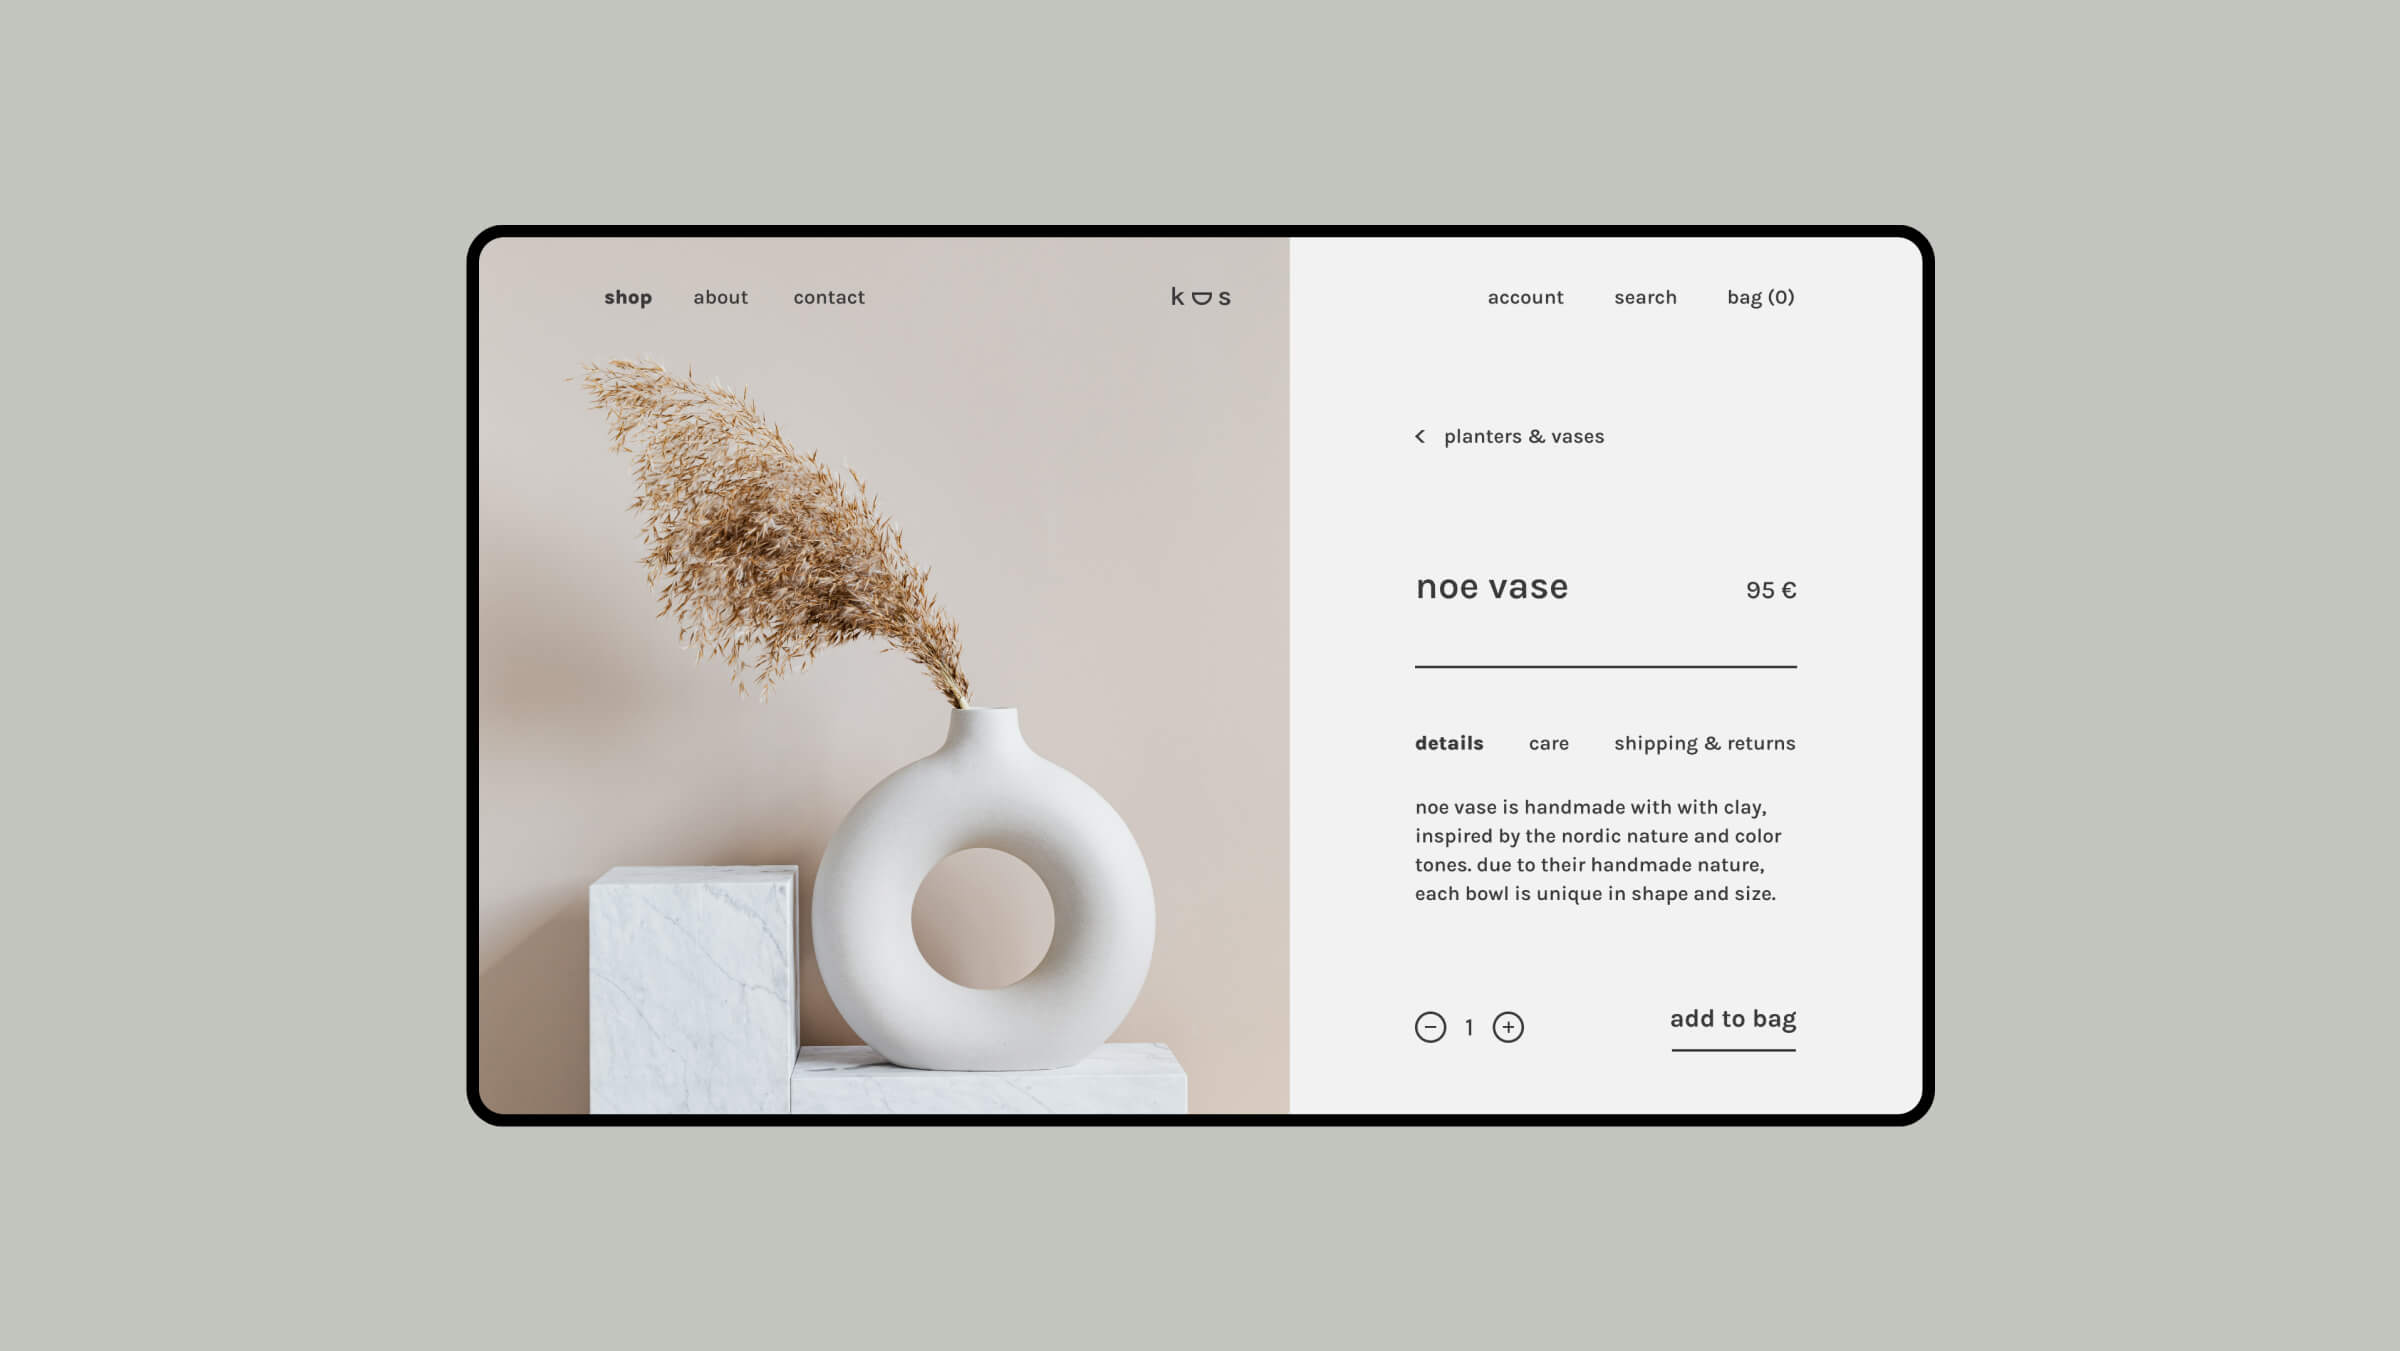 shop about contact
k s
account search bag (0)
< planters & vases
noe vase 95 €
details care shipping & returns
noe vase is handmade with with clay,
inspired by the nordic nature and color
tones. due to their handmade nature,
each bowl is unique in shape and size.
− 1 +
add to bag